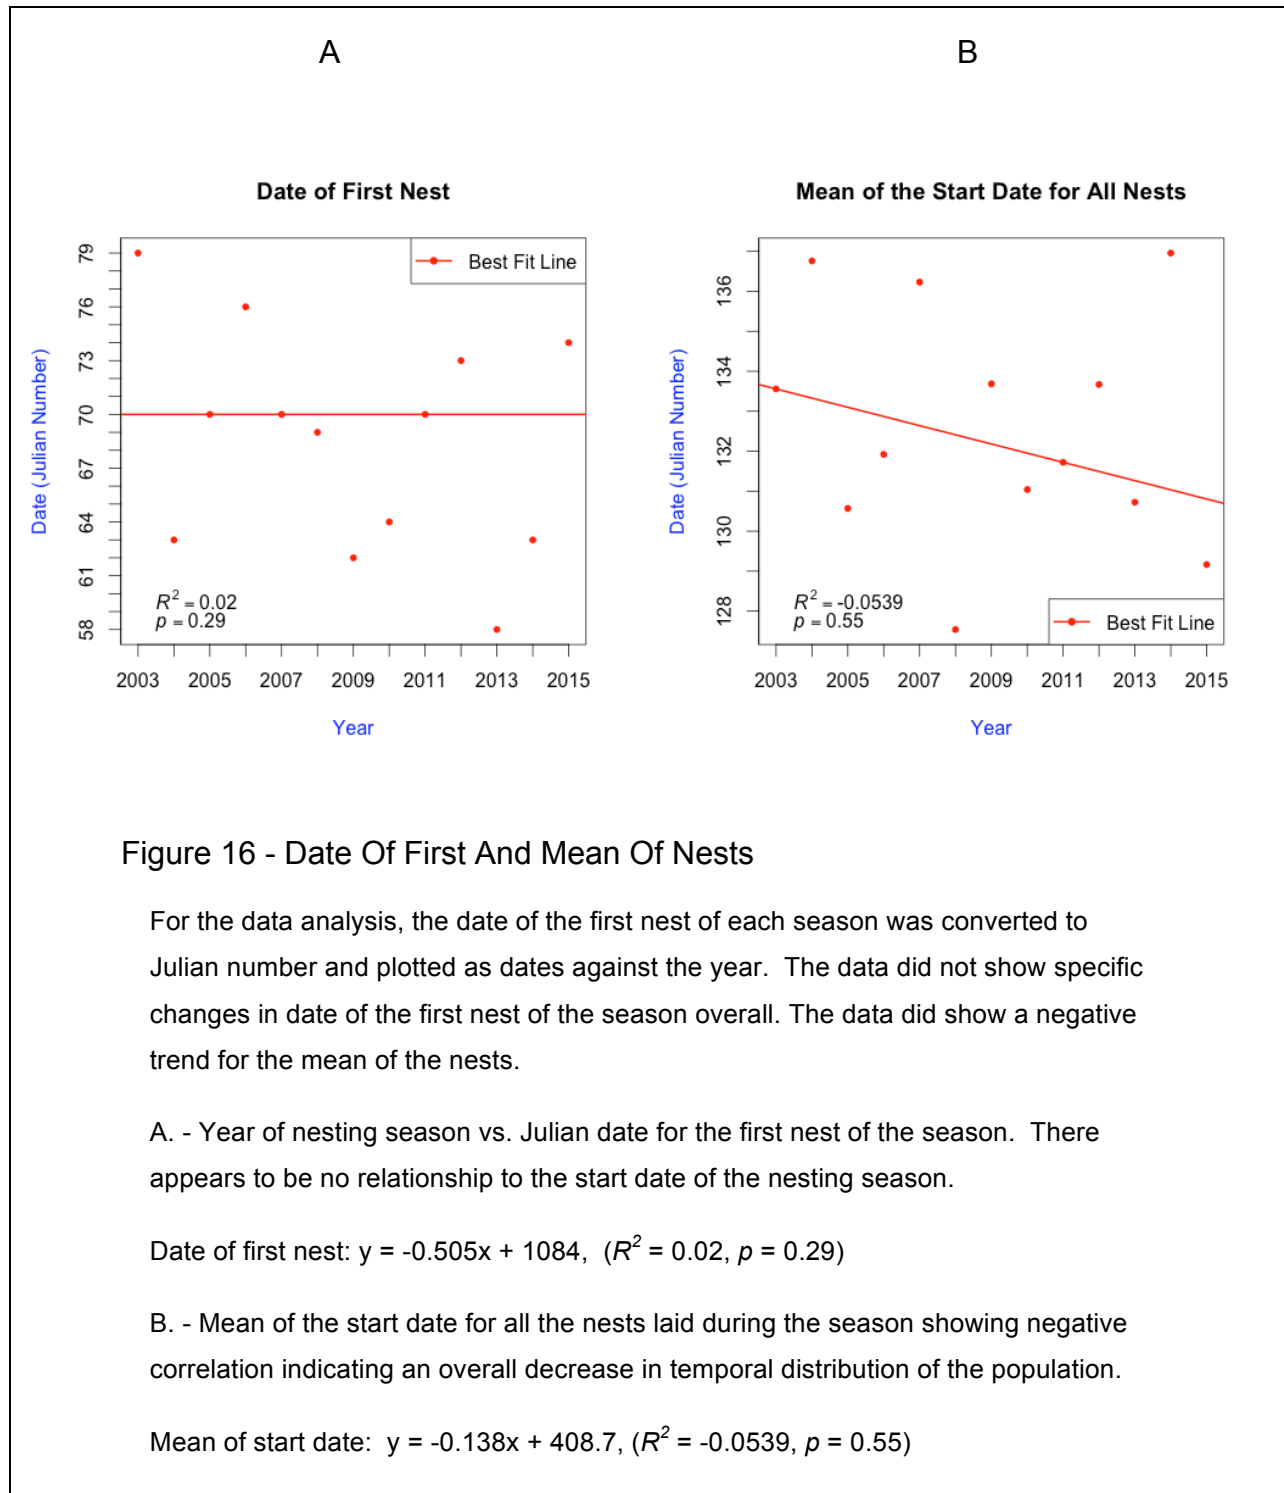 A
B
Date of First Nest
79
76
73
70
67
64
61
58
Date (Julian Number)
Best Fit Line
R² = 0.02
p = 0.29
2003 2005 2007 2009 2011 2013 2015
Year
Mean of the Start Date for All Nests
136
134
132
130
128
Date (Julian Number)
R² = -0.0539
p = 0.55
Best Fit Line
2003 2005 2007 2009 2011 2013 2015
Year
Figure 16 - Date Of First And Mean Of Nests
For the data analysis, the date of the first nest of each season was converted to
Julian number and plotted as dates against the year. The data did not show specific
changes in date of the first nest of the season overall. The data did show a negative
trend for the mean of the nests.
A. - Year of nesting season vs. Julian date for the first nest of the season. There
appears to be no relationship to the start date of the nesting season.
Date of first nest: y = -0.505x + 1084, (R² = 0.02, p = 0.29)
B. - Mean of the start date for all the nests laid during the season showing negative
correlation indicating an overall decrease in temporal distribution of the population.
Mean of start date: y = -0.138x + 408.7, (R² = -0.0539, p = 0.55)